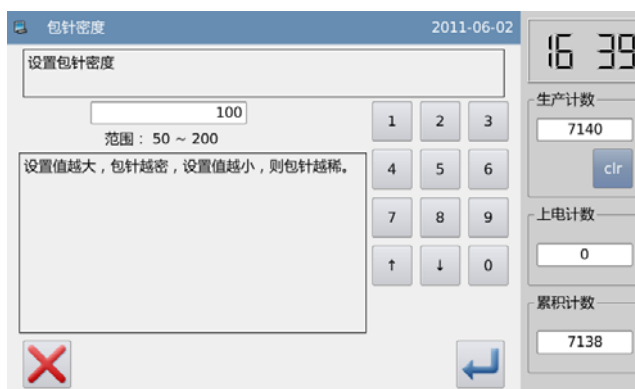 包针密度 2011-06-02
设置包针密度
100
范围： 50 ~ 200
设置值越大，包针越密，设置值越小，则包针越稀。
1 2 3
4 5 6
7 8 9
↑ ↓ 0
16 39
生产计数
7140
clr
上电计数
0
累积计数
7138